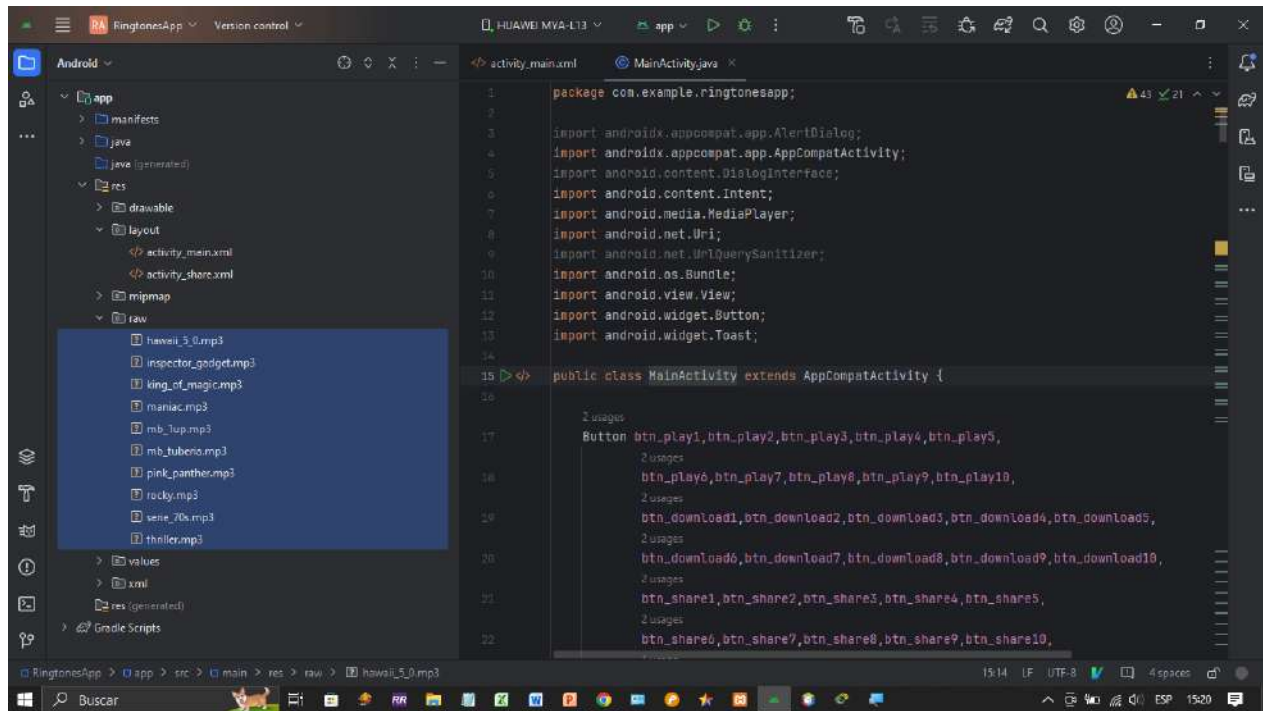 RA RingtonesApp Version control HUAWEI MYA-L13 app
Android
activity_main.xml MainActivity.java
app
manifests
java
java (generated)
res
drawable
layout
activity_main.xml
activity_share.xml
mipmap
raw
hawaii_5_0.mp3
inspector_gadget.mp3
king_of_magic.mp3
maniac.mp3
mb_1up.mp3
mb_tuberia.mp3
pink_panther.mp3
rocky.mp3
serie_70s.mp3
thriller.mp3
values
xml
res (generated)
Gradle Scripts
43 21
1 package com.example.ringtonesapp;
2
3 import androidx.appcompat.app.AlertDialog;
4 import androidx.appcompat.app.AppCompatActivity;
5 import android.content.DialogInterface;
6 import android.content.Intent;
7 import android.media.MediaPlayer;
8 import android.net.Uri;
9 import android.net.UrlQuerySanitizer;
10 import android.os.Bundle;
11 import android.view.View;
12 import android.widget.Button;
13 import android.widget.Toast;
14
15 public class MainActivity extends AppCompatActivity {
16
2 usages
17 Button btn_play1,btn_play2,btn_play3,btn_play4,btn_play5,
2 usages
18 btn_play6,btn_play7,btn_play8,btn_play9,btn_play10,
2 usages
19 btn_download1,btn_download2,btn_download3,btn_download4,btn_download5,
2 usages
20 btn_download6,btn_download7,btn_download8,btn_download9,btn_download10,
2 usages
21 btn_share1,btn_share2,btn_share3,btn_share4,btn_share5,
2 usages
22 btn_share6,btn_share7,btn_share8,btn_share9,btn_share10,
RingtonesApp > app > src > main > res > raw > hawaii_5_0.mp3 15:14 LF UTF-8 4 spaces
Buscar RR ESP 15:20